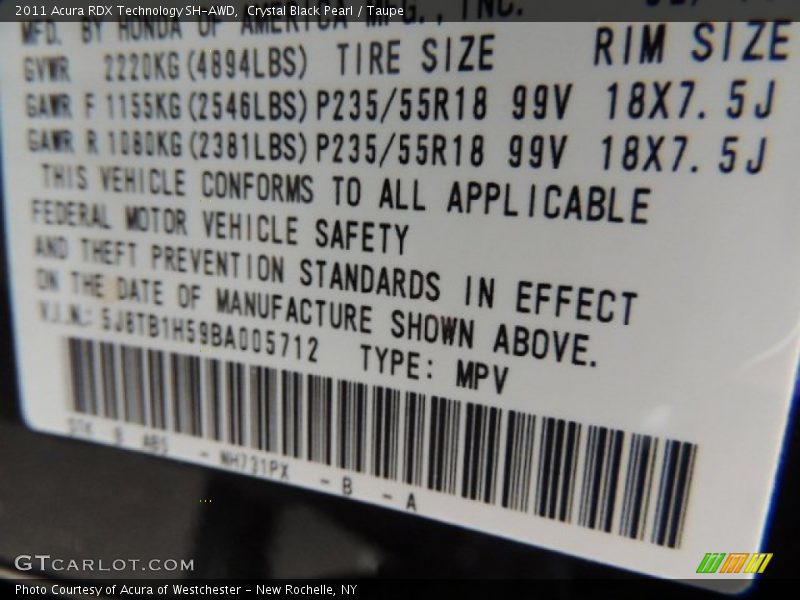 2011 Acura RDX Technology SH-AWD, Crystal Black Pearl / Taupe
MFD. BY HONDA OF AMERICA MFG., INC.
GVWR 2220KG(4894LBS) TIRE SIZE RIM SIZE
GAWR F 1155KG(2546LBS) P235/55R18 99V 18X7.5J
GAWR R 1080KG(2381LBS) P235/55R18 99V 18X7.5J
THIS VEHICLE CONFORMS TO ALL APPLICABLE
FEDERAL MOTOR VEHICLE SAFETY
AND THEFT PREVENTION STANDARDS IN EFFECT
ON THE DATE OF MANUFACTURE SHOWN ABOVE.
V.I.N.: 5J8TB1H59BA005712 TYPE: MPV
STK B ABS - NH731PX - B - A
GTCARLOT.COM
Photo Courtesy of Acura of Westchester - New Rochelle, NY